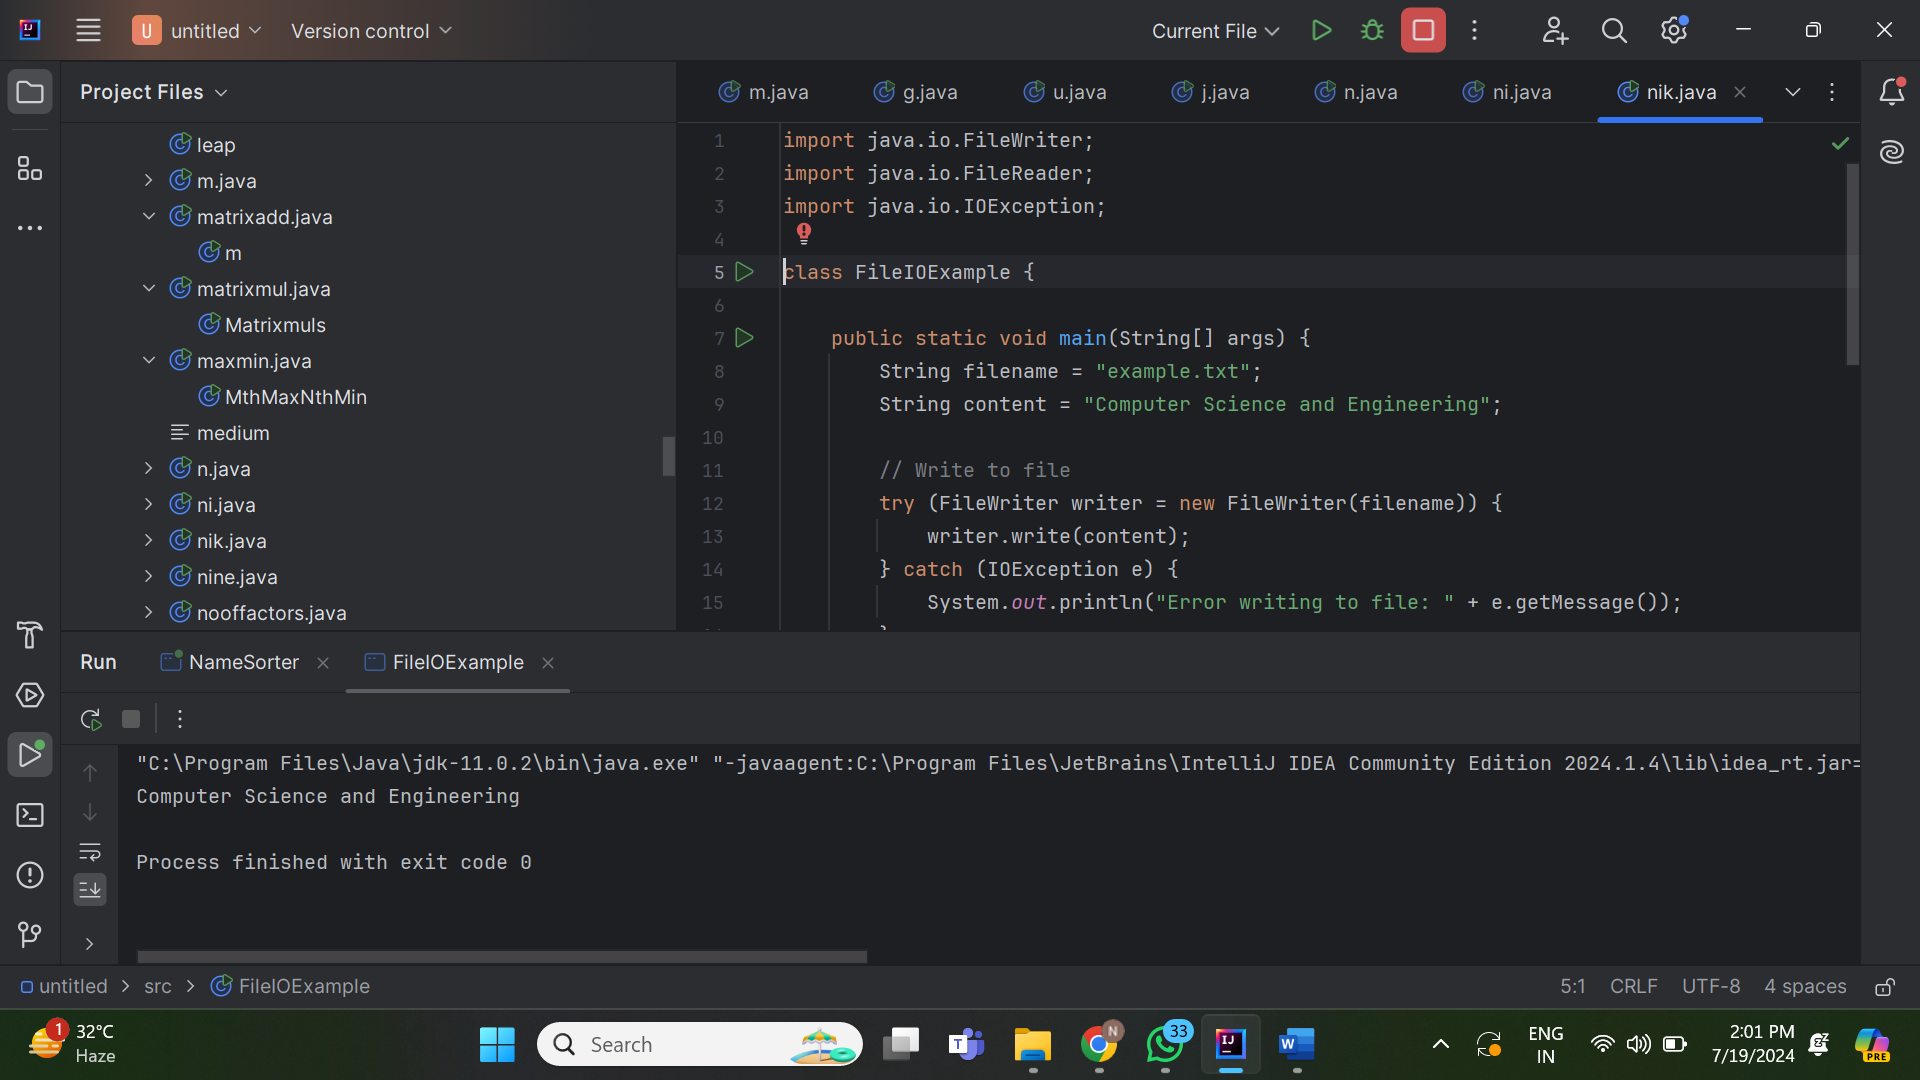 U untitled Version control Current File
Project Files
m.java g.java u.java j.java n.java ni.java nik.java
leap
m.java
matrixadd.java
m
matrixmul.java
Matrixmuls
maxmin.java
MthMaxNthMin
medium
n.java
ni.java
nik.java
nine.java
nooffactors.java
1 import java.io.FileWriter;
2 import java.io.FileReader;
3 import java.io.IOException;
4
5 class FileIOExample {
6
7 public static void main(String[] args) {
8 String filename = "example.txt";
9 String content = "Computer Science and Engineering";
10
11 // Write to file
12 try (FileWriter writer = new FileWriter(filename)) {
13 writer.write(content);
14 } catch (IOException e) {
15 System.out.println("Error writing to file: " + e.getMessage());
Run NameSorter FileIOExample
"C:\Program Files\Java\jdk-11.0.2\bin\java.exe" "-javaagent:C:\Program Files\JetBrains\IntelliJ IDEA Community Edition 2024.1.4\lib\idea_rt.jar=
Computer Science and Engineering
Process finished with exit code 0
untitled > src > FileIOExample 5:1 CRLF UTF-8 4 spaces
1 32°C
Haze
Search
33
ENG
IN
2:01 PM
7/19/2024
PRE